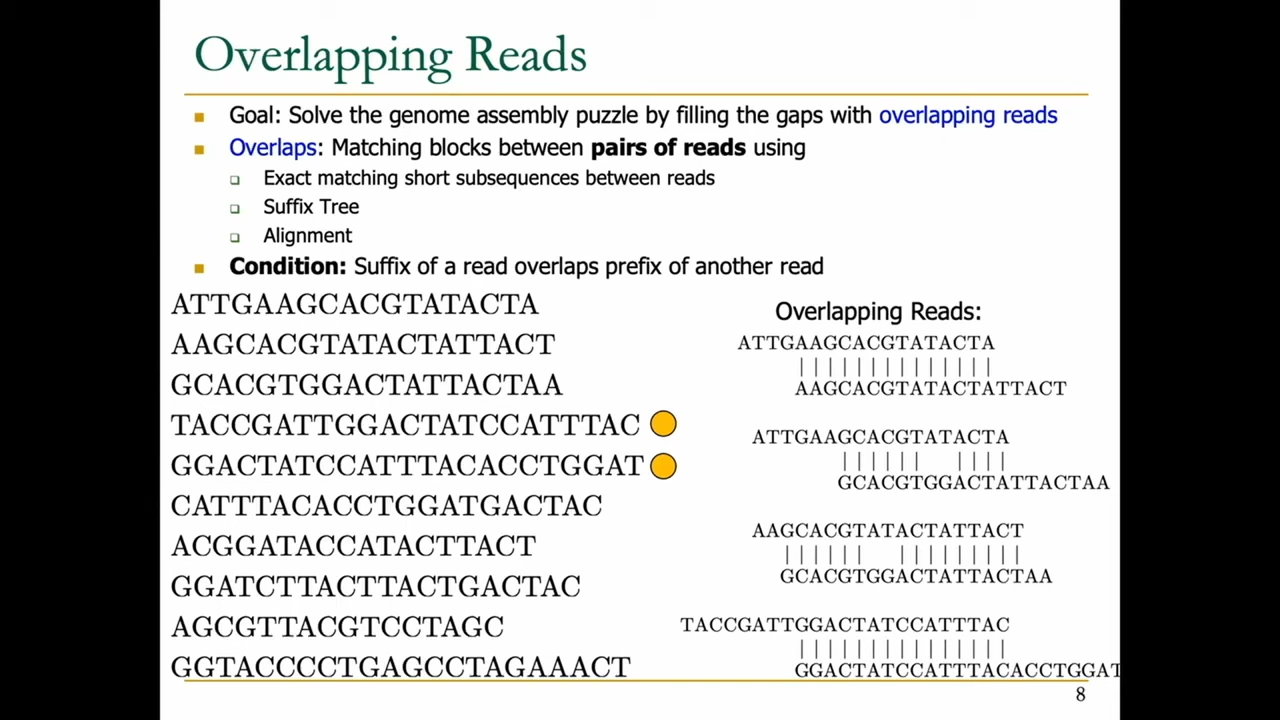 Overlapping Reads
Goal: Solve the genome assembly puzzle by filling the gaps with overlapping reads
Overlaps: Matching blocks between pairs of reads using
Exact matching short subsequences between reads
Suffix Tree
Alignment
Condition: Suffix of a read overlaps prefix of another read
ATTGAAGCACGTATACTA
AAGCACGTATACTATTACT
GCACGTGGACTATTACTAA
TACCGATTGGACTATCCATTTAC
GGACTATCCATTTACACCTGGAT
CATTTACACCTGGATGACTAC
ACGGATACCATACTTACT
GGATCTTACTTACTGACTAC
AGCGTTACGTCCTAGC
GGTACCCCTGAGCCTAGAAACT
Overlapping Reads:
ATTGAAGCACGTATACTA
AAGCACGTATACTATTACT
ATTGAAGCACGTATACTA
GCACGTGGACTATTACTAA
AAGCACGTATACTATTACT
GCACGTGGACTATTACTAA
TACCGATTGGACTATCCATTTAC
GGACTATCCATTTACACCTGGAT
8